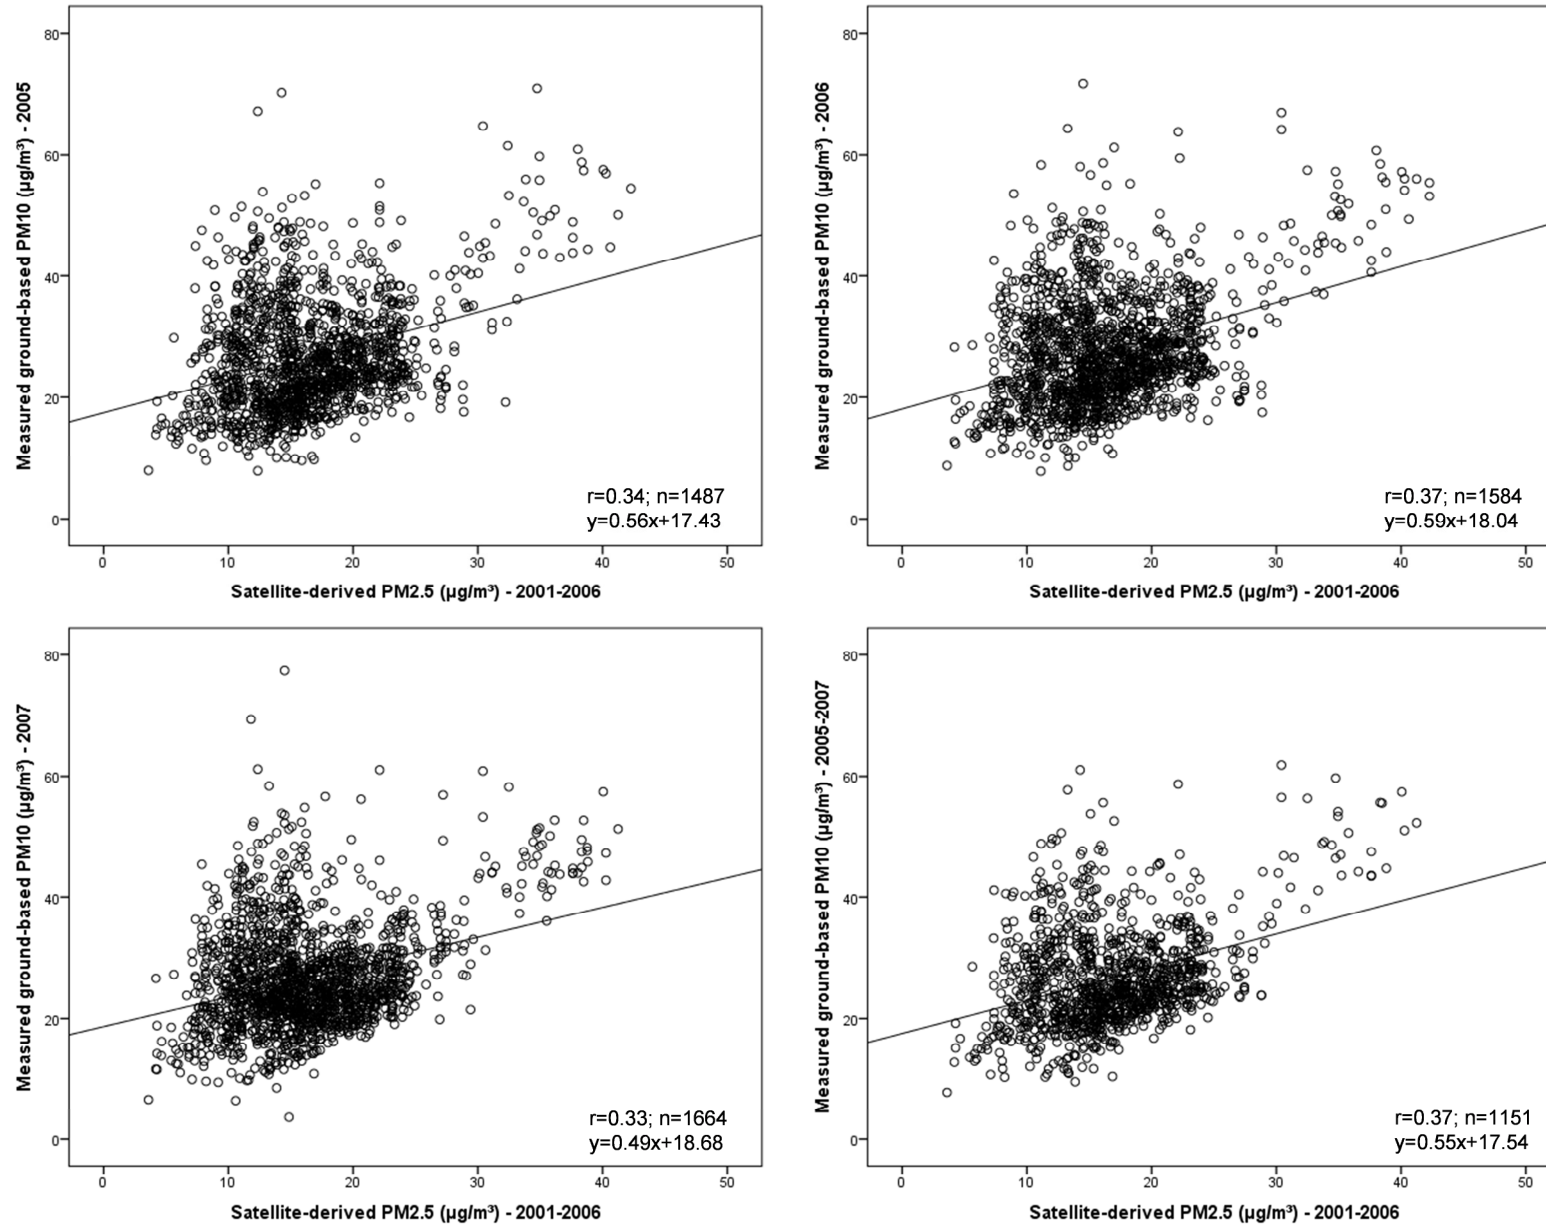 Measured ground-based PM10 (µg/m³) - 2005
80
60
40
20
0
r=0.34; n=1487
y=0.56x+17.43
0 10 20 30 40 50
Satellite-derived PM2.5 (µg/m³) - 2001-2006
Measured ground-based PM10 (µg/m³) - 2006
80
60
40
20
0
r=0.37; n=1584
y=0.59x+18.04
0 10 20 30 40 50
Satellite-derived PM2.5 (µg/m³) - 2001-2006
Measured ground-based PM10 (µg/m³) - 2007
80
60
40
20
0
r=0.33; n=1664
y=0.49x+18.68
0 10 20 30 40 50
Satellite-derived PM2.5 (µg/m³) - 2001-2006
Measured ground-based PM10 (µg/m³) - 2005-2007
80
60
40
20
0
r=0.37; n=1151
y=0.55x+17.54
0 10 20 30 40 50
Satellite-derived PM2.5 (µg/m³) - 2001-2006